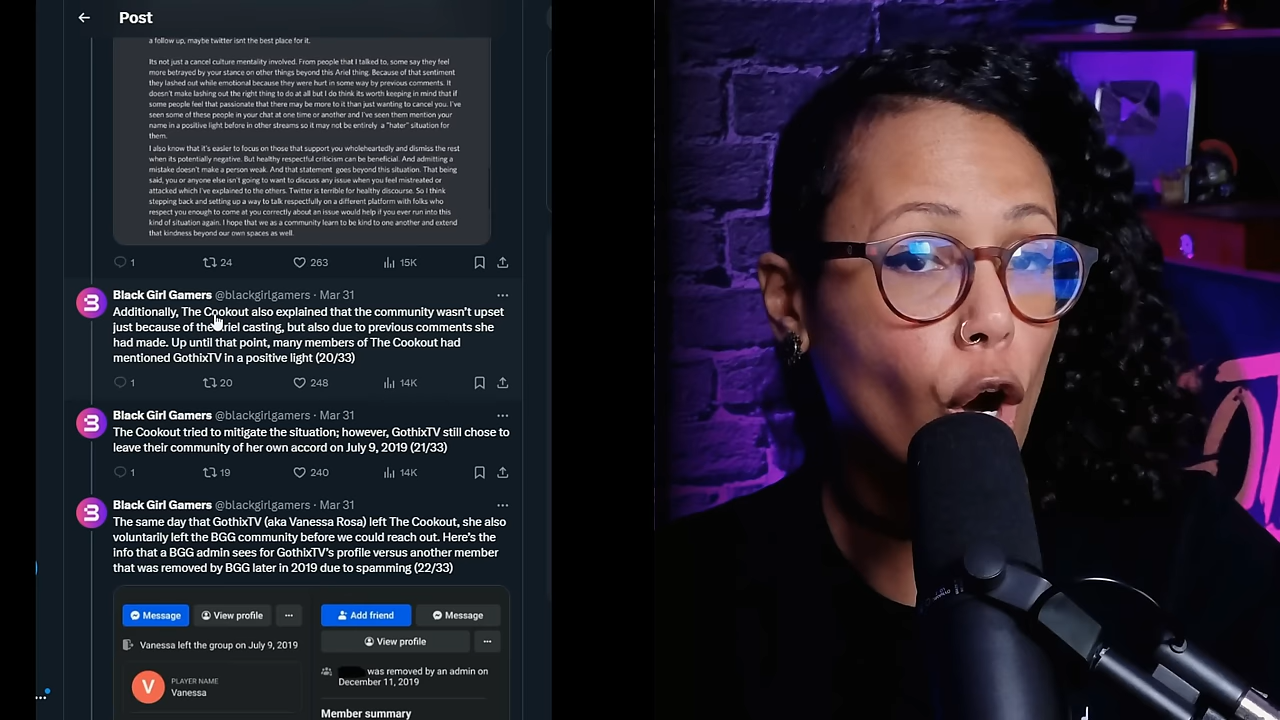 Post
a follow up, maybe twitter isnt the best place for it.
Its not just a cancel culture mentality involved. From people that I talked to, some say they feel
more betrayed by your stance on other things beyond this Ariel thing. Because of that sentiment
they lashed out while emotional because they were hurt in some way by previous comments. It
doesn't make lashing out the right thing to do at all but I do think its worth keeping in mind that if
some people feel that passionate that there may be more to it than just wanting to cancel you. I've
seen some of these people in your chat at one time or another and I've seen them mention your
name in a positive light before in other streams so it may not be entirely a "hater" situation for
them.
I also know that it's easier to focus on those that support you wholeheartedly and dismiss the rest
when its potentially negative. But healthy respectful criticism can be beneficial. And admitting a
mistake doesn't make a person weak. And that statement goes beyond this situation. That being
said, you or anyone else isn't going to want to discuss any issue when you feel mistreated or
attacked which I've explained to the others. Twitter is terrible for healthy discourse. So I think
stepping back and setting up a way to talk respectfully on a different platform with folks who
respect you enough to come at you correctly about an issue would help if you ever run into this
kind of situation again. I hope that we as a community learn to be kind to one another and extend
that kindness beyond our own spaces as well.
1 24 263 15K
Black Girl Gamers @blackgirlgamers · Mar 31
Additionally, The Cookout also explained that the community wasn't upset
just because of the Ariel casting, but also due to previous comments she
had made. Up until that point, many members of The Cookout had
mentioned GothixTV in a positive light (20/33)
1 20 248 14K
Black Girl Gamers @blackgirlgamers · Mar 31
The Cookout tried to mitigate the situation; however, GothixTV still chose to
leave their community of her own accord on July 9, 2019 (21/33)
1 19 240 14K
Black Girl Gamers @blackgirlgamers · Mar 31
The same day that GothixTV (aka Vanessa Rosa) left The Cookout, she also
voluntarily left the BGG community before we could reach out. Here's the
info that a BGG admin sees for GothixTV's profile versus another member
that was removed by BGG later in 2019 due to spamming (22/33)
Message View profile ...
Vanessa left the group on July 9, 2019
V
PLAYER NAME
Vanessa
Add friend Message
View profile ...
was removed by an admin on
December 11, 2019
Member summary